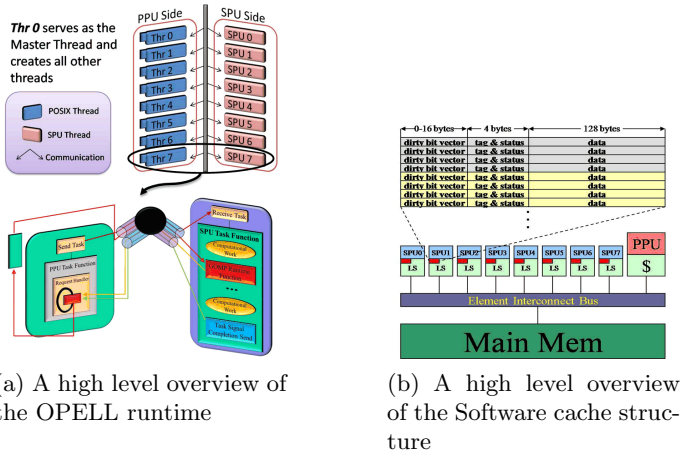 Thr 0 serves as the
Master Thread and
creates all other
threads
POSIX Thread
SPU Thread
Communication
PPU Side
SPU Side
Thr 0
SPU 0
Thr 1
SPU 1
Thr 2
SPU 2
Thr 3
SPU 3
Thr 4
SPU 4
Thr 5
SPU 5
Thr 6
SPU 6
Thr 7
SPU 7
Send Task
PPU Task Function
Request Handler
Receive Task
SPU Task Function
Computational
Work
GOMP Runtime
Function
...
Computational
Work
Task Signal
Completion Send
(a) A high level overview of
the OPELL runtime
0-16 bytes
4 byte
128 bytes
dirty bit vector tag & status data
dirty bit vector tag & status data
dirty bit vector tag & status data
dirty bit vector tag & status data
dirty bit vector tag & status data
dirty bit vector tag & status data
dirty bit vector tag & status data
dirty bit vector tag & status data
SPU0 SPU1 SPU2 SPU3 SPU4 SPU5 SPU6 SPU7 PPU
LS LS LS LS LS LS LS LS $
Element Interconnect Bus
Main Mem
(b) A high level overview
of the Software cache struc-
ture